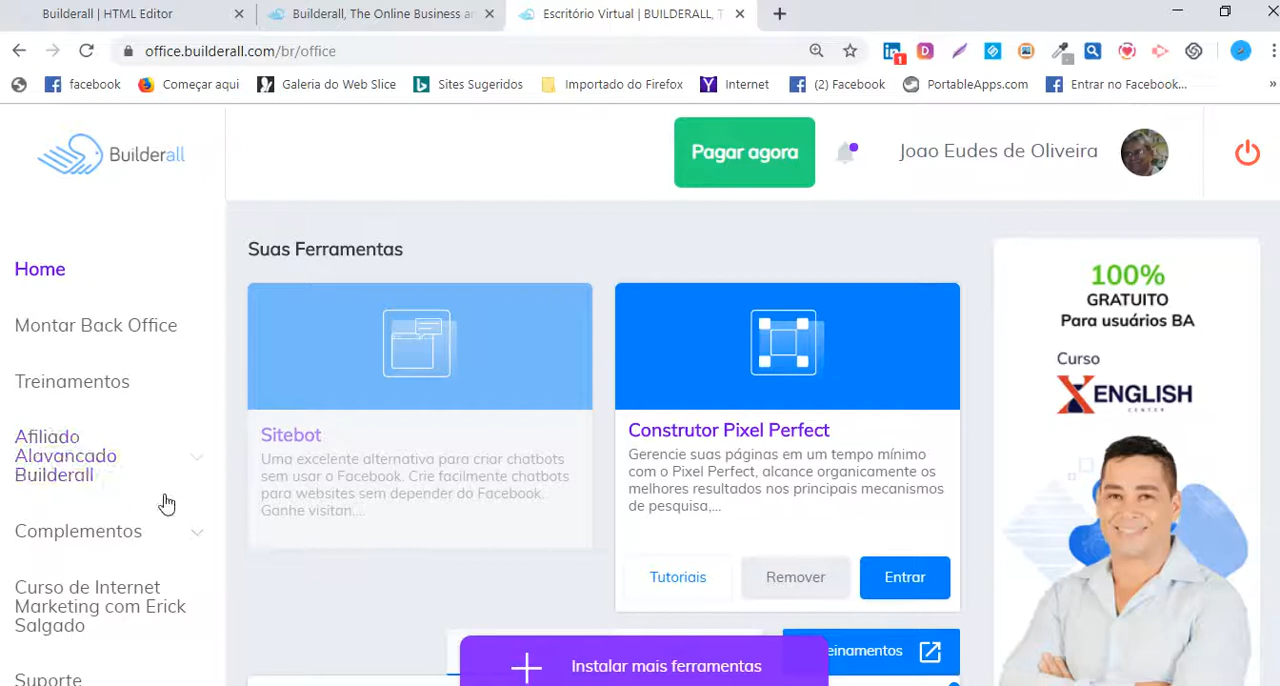 Builderall | HTML Editor
Builderall, The Online Business a
Escritório Virtual | BUILDERALL, T
office.builderall.com/br/office
1
facebook
Começar aqui
Galeria do Web Slice
Sites Sugeridos
Importado do Firefox
Internet
(2) Facebook
PortableApps.com
Entrar no Facebook...
»
Builderall
Pagar agora
Joao Eudes de Oliveira
Home
Montar Back Office
Treinamentos
Afiliado
Alavancado
Builderall
Complementos
Curso de Internet
Marketing com Erick
Salgado
Suporte
Suas Ferramentas
Sitebot
Uma excelente alternativa para criar chatbots
sem usar o Facebook. Crie facilmente chatbots
para websites sem depender do Facebook.
Ganhe visitan....
Construtor Pixel Perfect
Gerencie suas páginas em um tempo mínimo
com o Pixel Perfect, alcance organicamente os
melhores resultados nos principais mecanismos
de pesquisa,...
Tutoriais
Remover
Entrar
einamentos
Instalar mais ferramentas
100%
GRATUITO
Para usuários BA
Curso
XENGLISH
CENTER